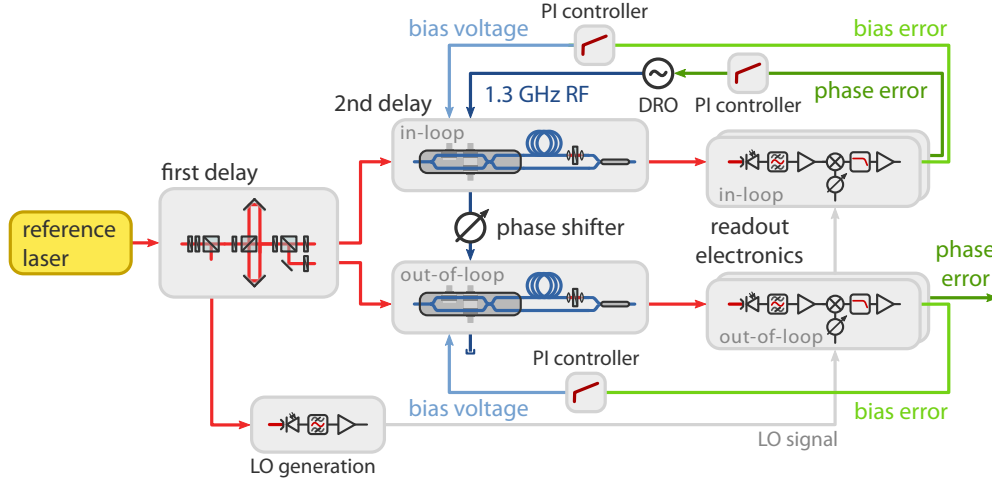 PI controller
bias voltage
bias error
1.3 GHz RF
DRO
PI controller
phase error
2nd delay
in-loop
first delay
in-loop
reference
laser
phase shifter
readout
electronics
out-of-loop
phase
error
out-of-loop
PI controller
bias voltage
bias error
LO signal
LO generation